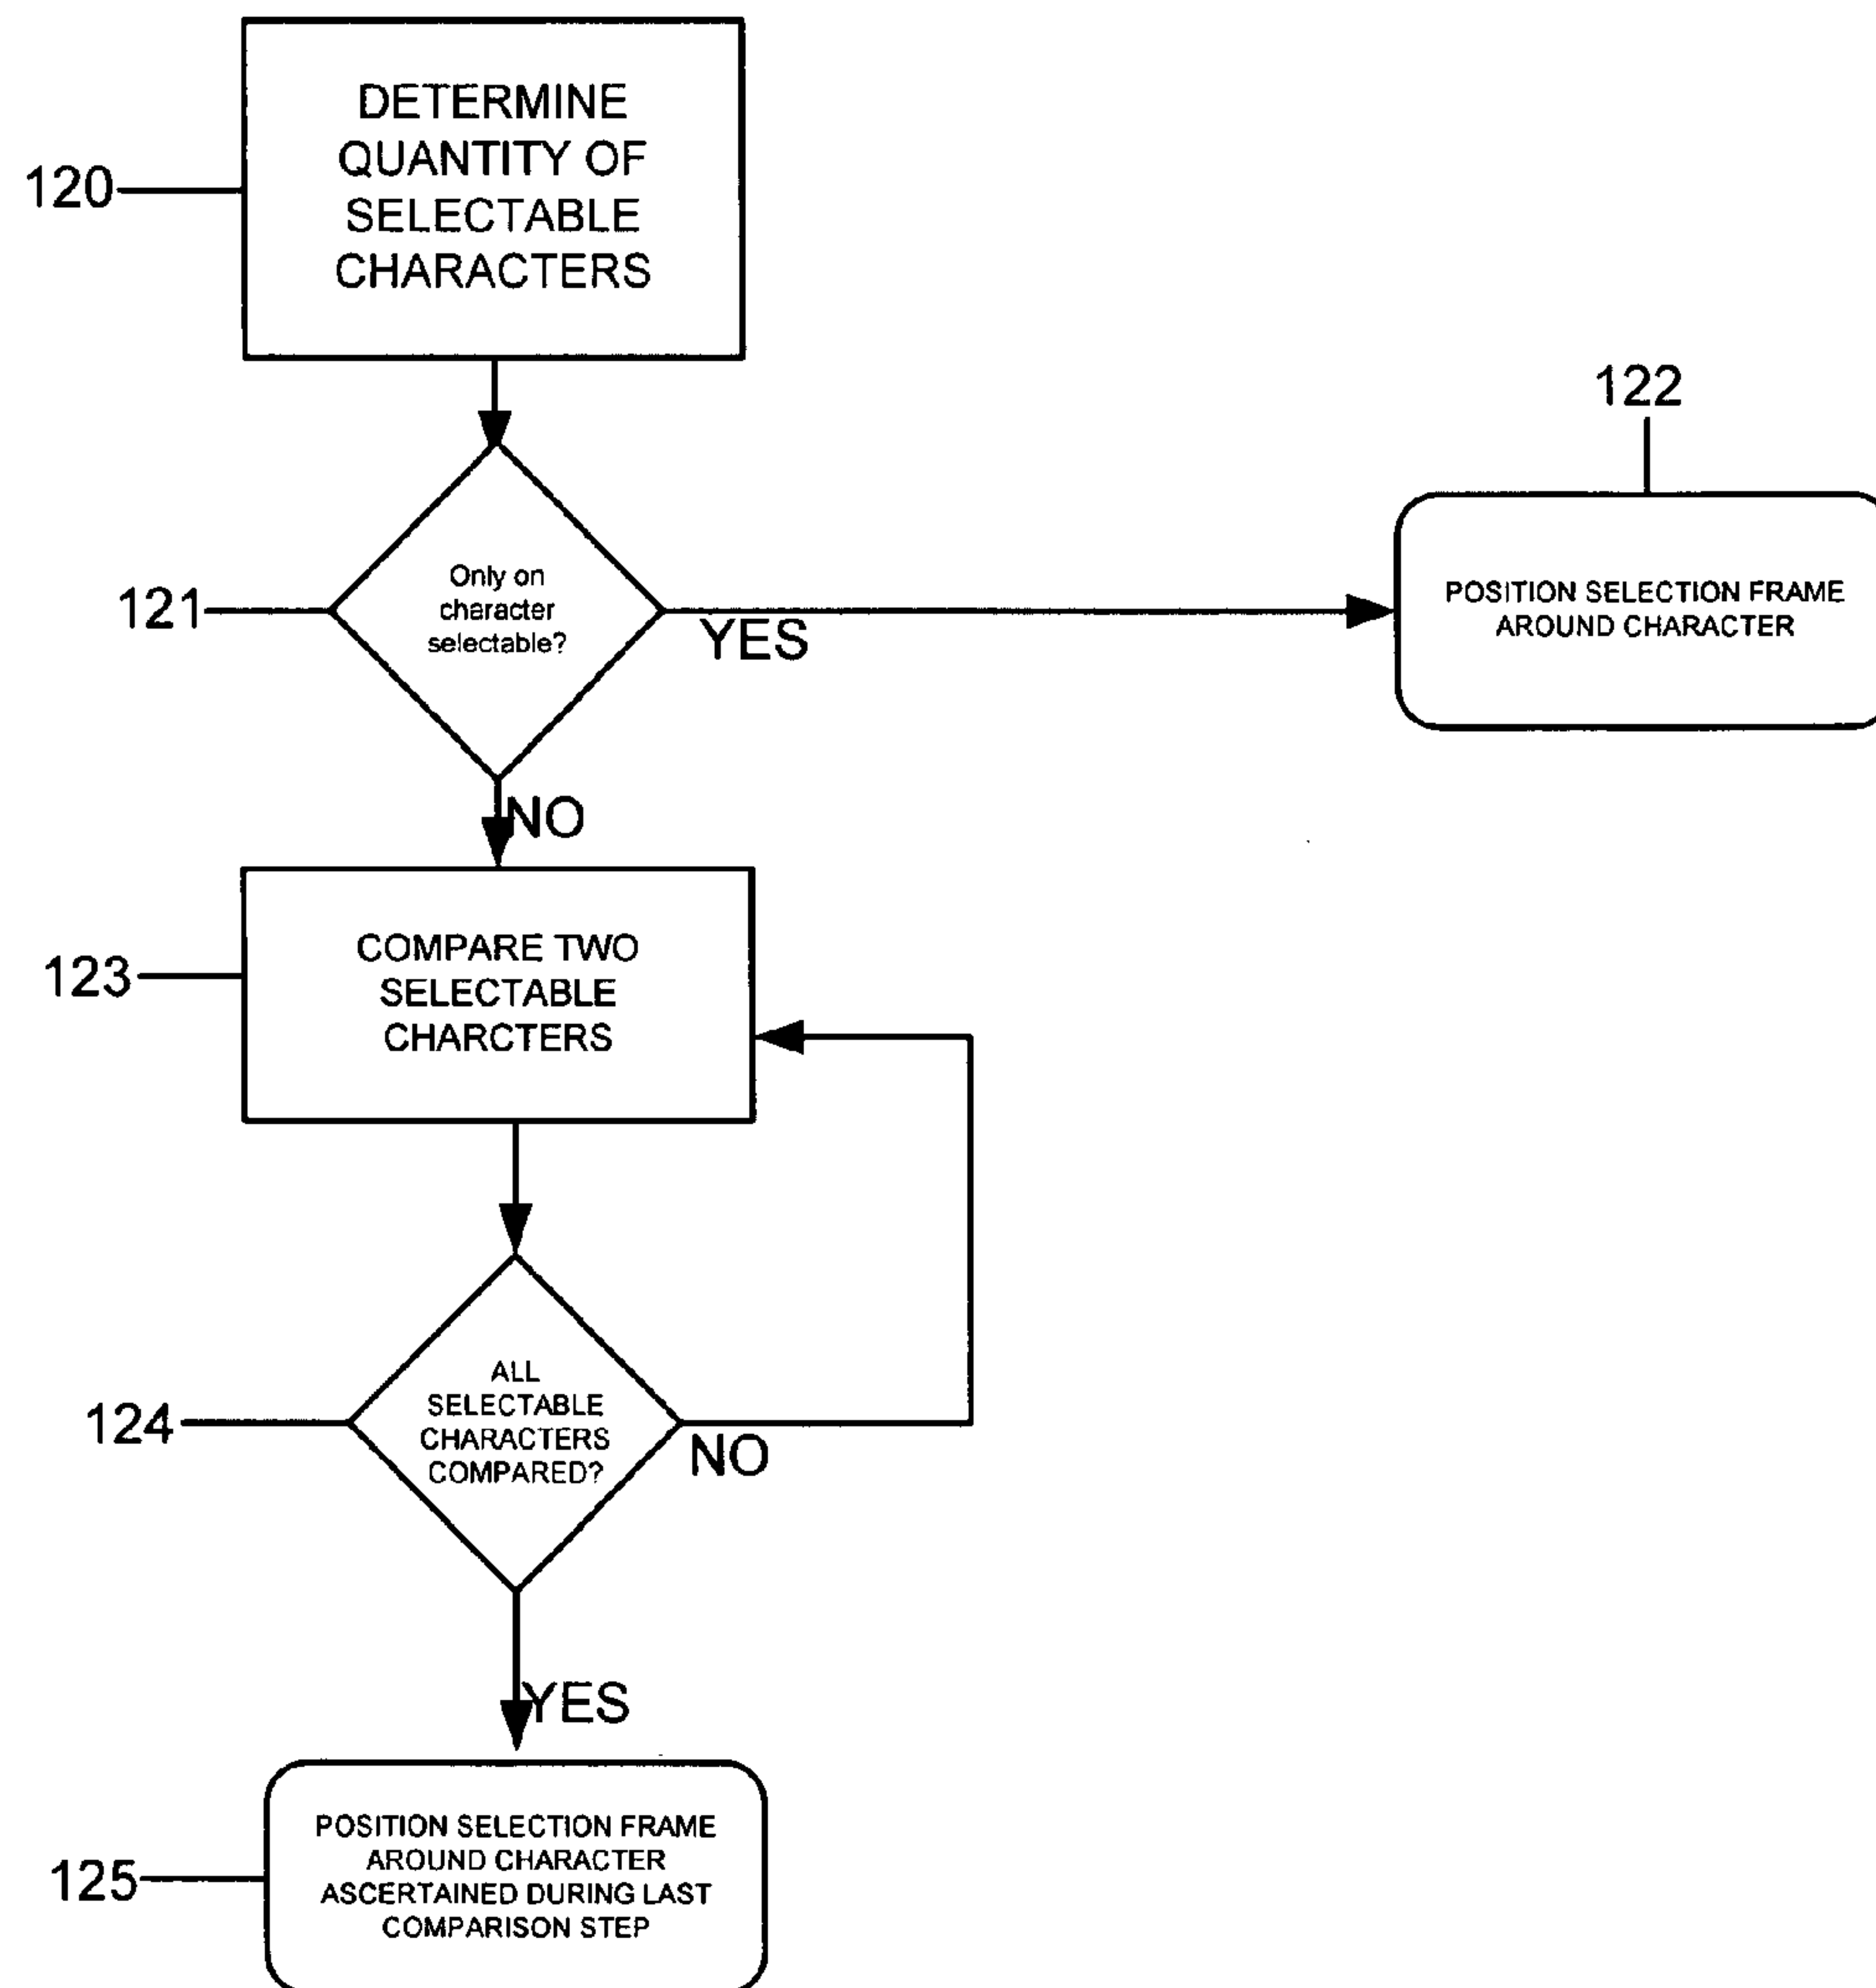 120
DETERMINE
QUANTITY OF
SELECTABLE
CHARACTERS
122
121
Only on
character
selectable?
YES
POSITION SELECTION FRAME
AROUND CHARACTER
NO
123
COMPARE TWO
SELECTABLE
CHARCTERS
124
ALL
SELECTABLE
CHARACTERS
COMPARED?
NO
YES
125
POSITION SELECTION FRAME
AROUND CHARACTER
ASCERTAINED DURING LAST
COMPARISON STEP